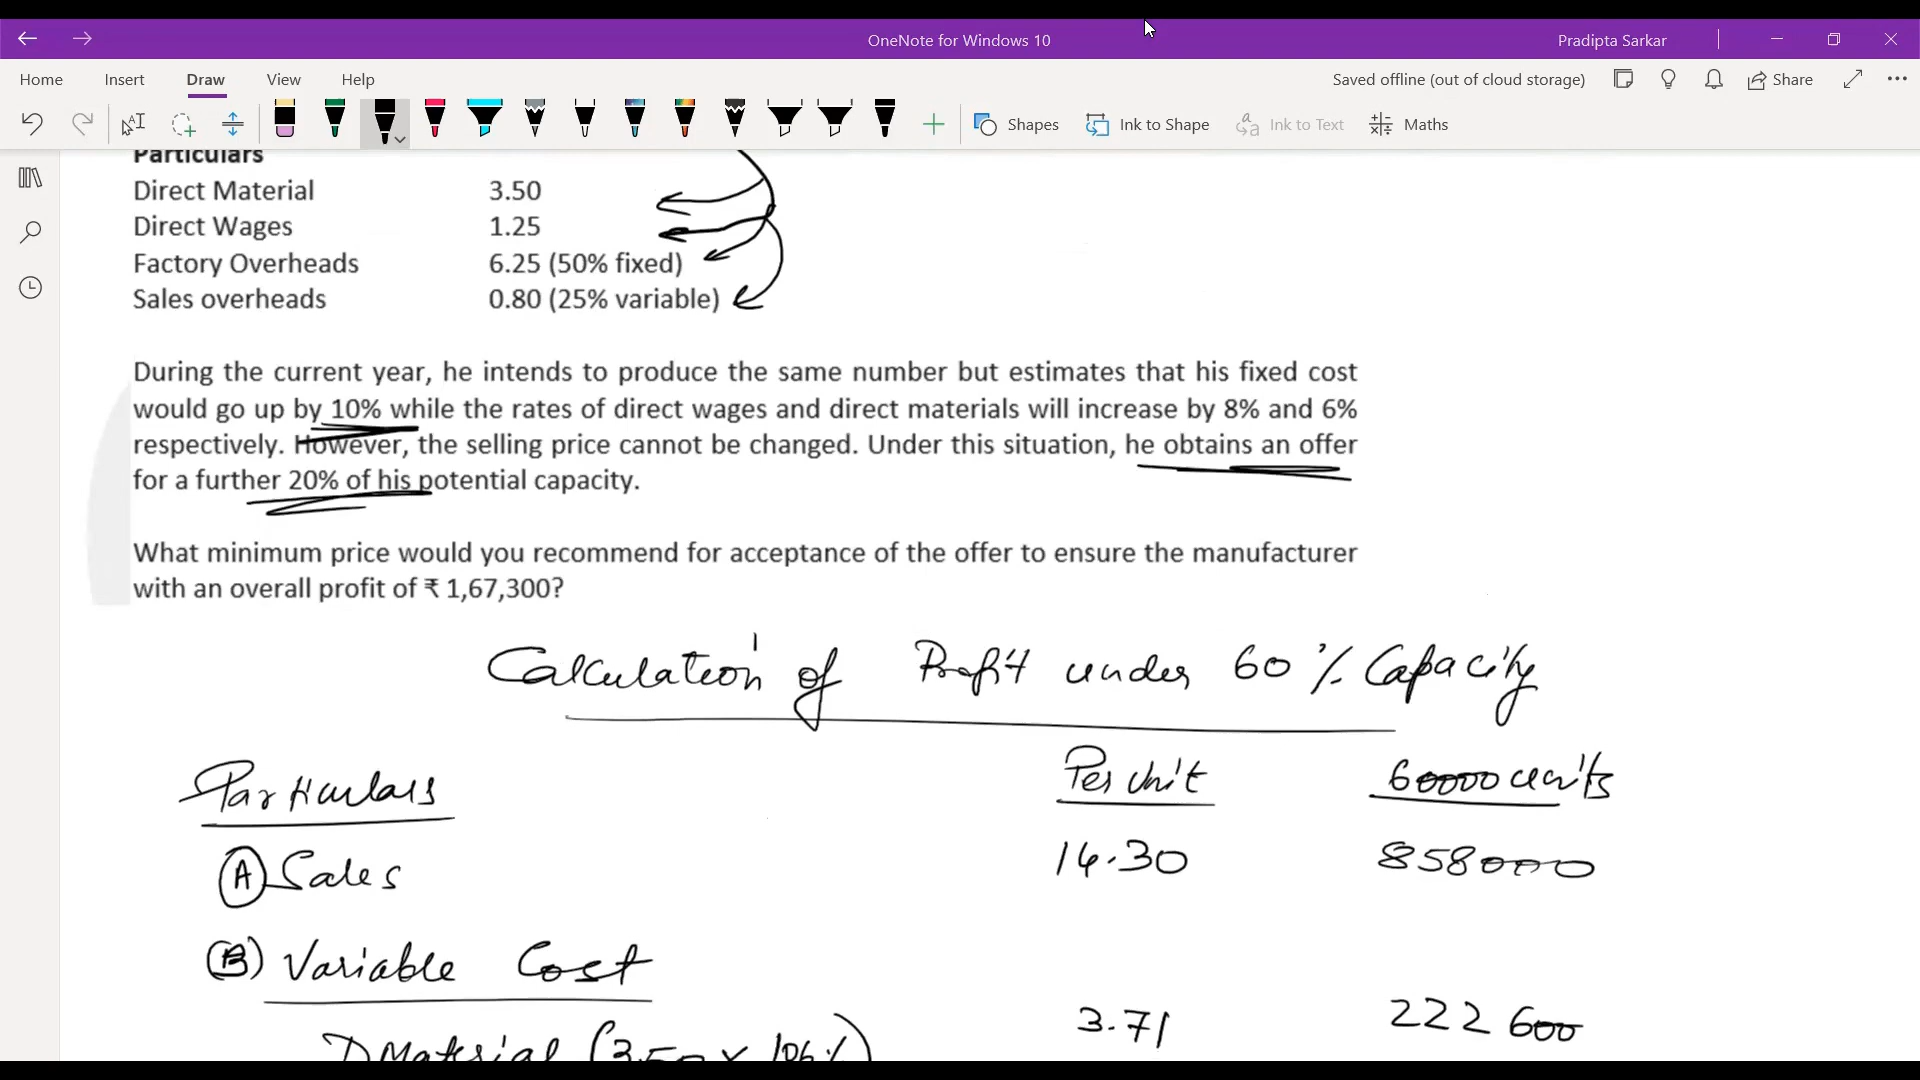 OneNote for Windows 10
Pradipta Sarkar
Home Insert Draw View Help
Saved offline (out of cloud storage)
Share
Shapes
Ink to Shape
Ink to Text
Maths
Particulars
Direct Material 3.50
Direct Wages 1.25
Factory Overheads 6.25 (50% fixed)
Sales overheads 0.80 (25% variable)
During the current year, he intends to produce the same number but estimates that his fixed cost
would go up by 10% while the rates of direct wages and direct materials will increase by 8% and 6%
respectively. However, the selling price cannot be changed. Under this situation, he obtains an offer
for a further 20% of his potential capacity.
What minimum price would you recommend for acceptance of the offer to ensure the manufacturer
with an overall profit of ₹ 1,67,300?
Calculation of Profit under 60% Capacity
Particulars Per Unit 60000 units
(A) Sales 14.30 858000
(B) Variable Cost
D Material (3.50 x 106%) 3.71 222600